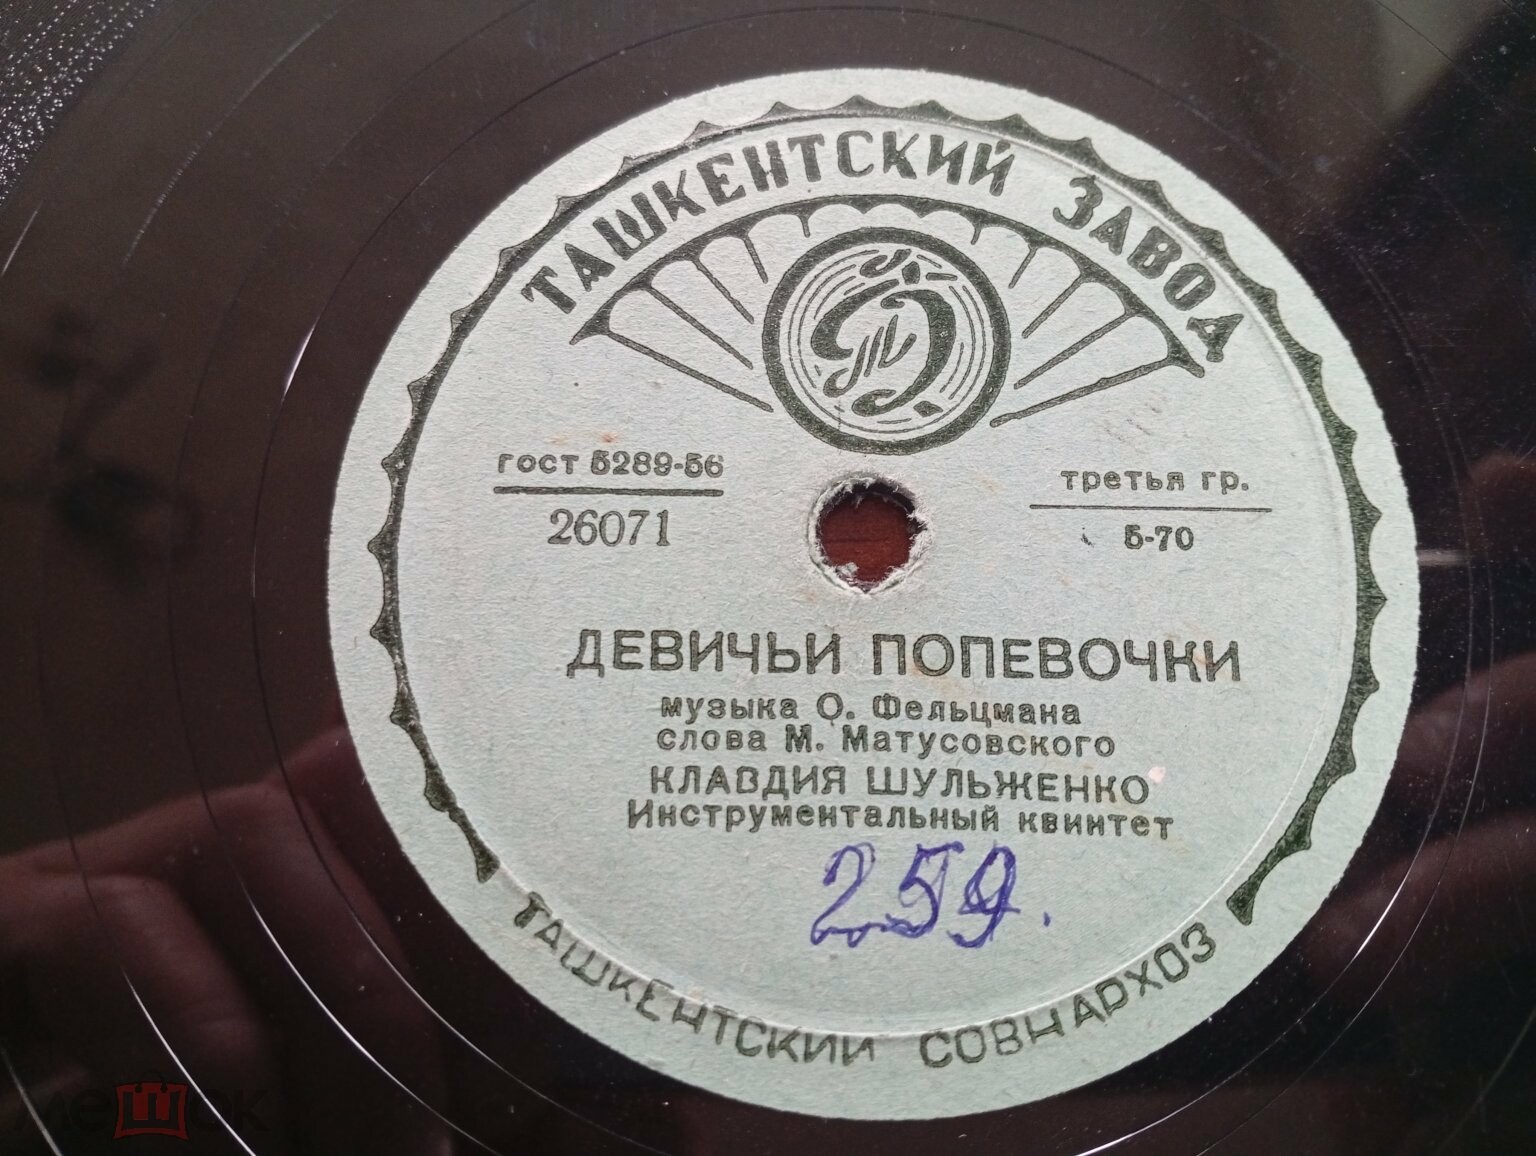 ТАШКЕНТСКИЙ ЗАВОД
гост 5289-56
26071
третья гр.
5-70
ДЕВИЧЬИ ПОПЕВОЧКИ
музыка О. Фельцмана
слова М. Матусовского
КЛАВДИЯ ШУЛЬЖЕНКО
Инструментальный квинтет
259.
ТАШКЕНТСКИЙ СОВНАРХОЗ
мешок